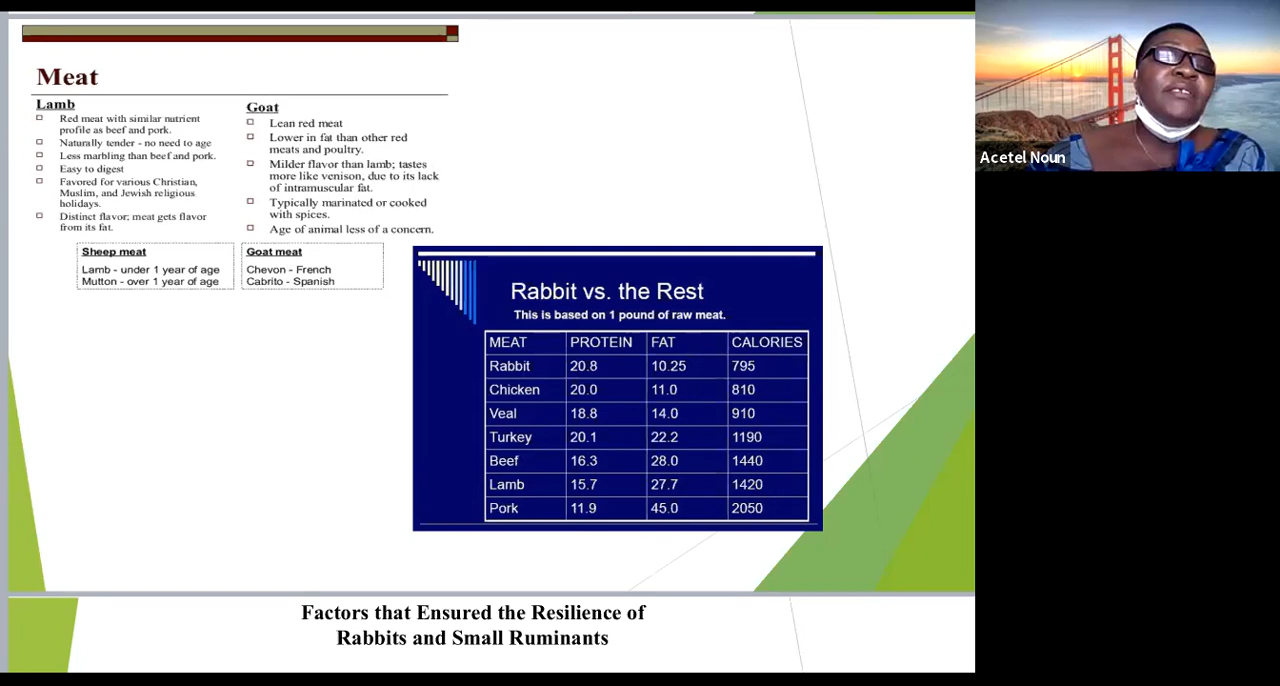 Meat
Lamb
Red meat with similar nutrient
profile as beef and pork.
Naturally tender - no need to age
Less marbling than beef and pork.
Easy to digest
Favored for various Christian,
Muslim, and Jewish religious
holidays.
Distinct flavor; meat gets flavor
from its fat.
Goat
Lean red meat
Lower in fat than other red
meats and poultry.
Milder flavor than lamb; tastes
more like venison, due to its lack
of intramuscular fat.
Typically marinated or cooked
with spices.
Age of animal less of a concern.
Sheep meat
Lamb - under 1 year of age
Mutton - over 1 year of age
Goat meat
Chevon - French
Cabrito - Spanish
Rabbit vs. the Rest
This is based on 1 pound of raw meat.
MEAT PROTEIN FAT CALORIES
Rabbit 20.8 10.25 795
Chicken 20.0 11.0 810
Veal 18.8 14.0 910
Turkey 20.1 22.2 1190
Beef 16.3 28.0 1440
Lamb 15.7 27.7 1420
Pork 11.9 45.0 2050
Factors that Ensured the Resilience of
Rabbits and Small Ruminants
Acetel Noun